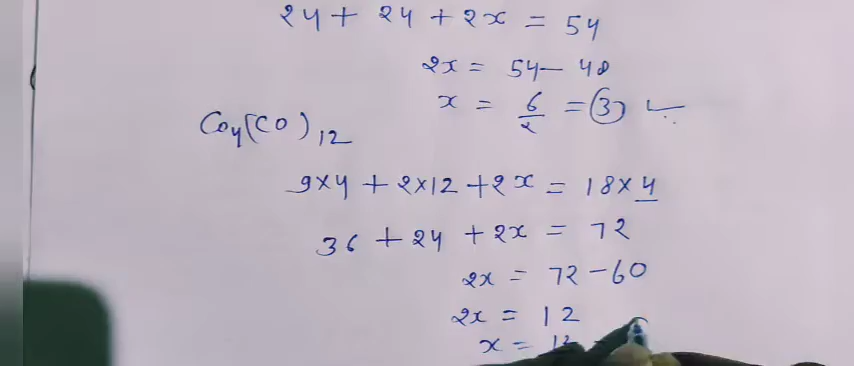 24 + 24 + 2x = 54
2x = 54 - 48
x = 6/2 = 3
Co4(CO)12
9×4 + 2×12 + 2x = 18×4
36 + 24 + 2x = 72
2x = 72 - 60
2x = 12
x = 12